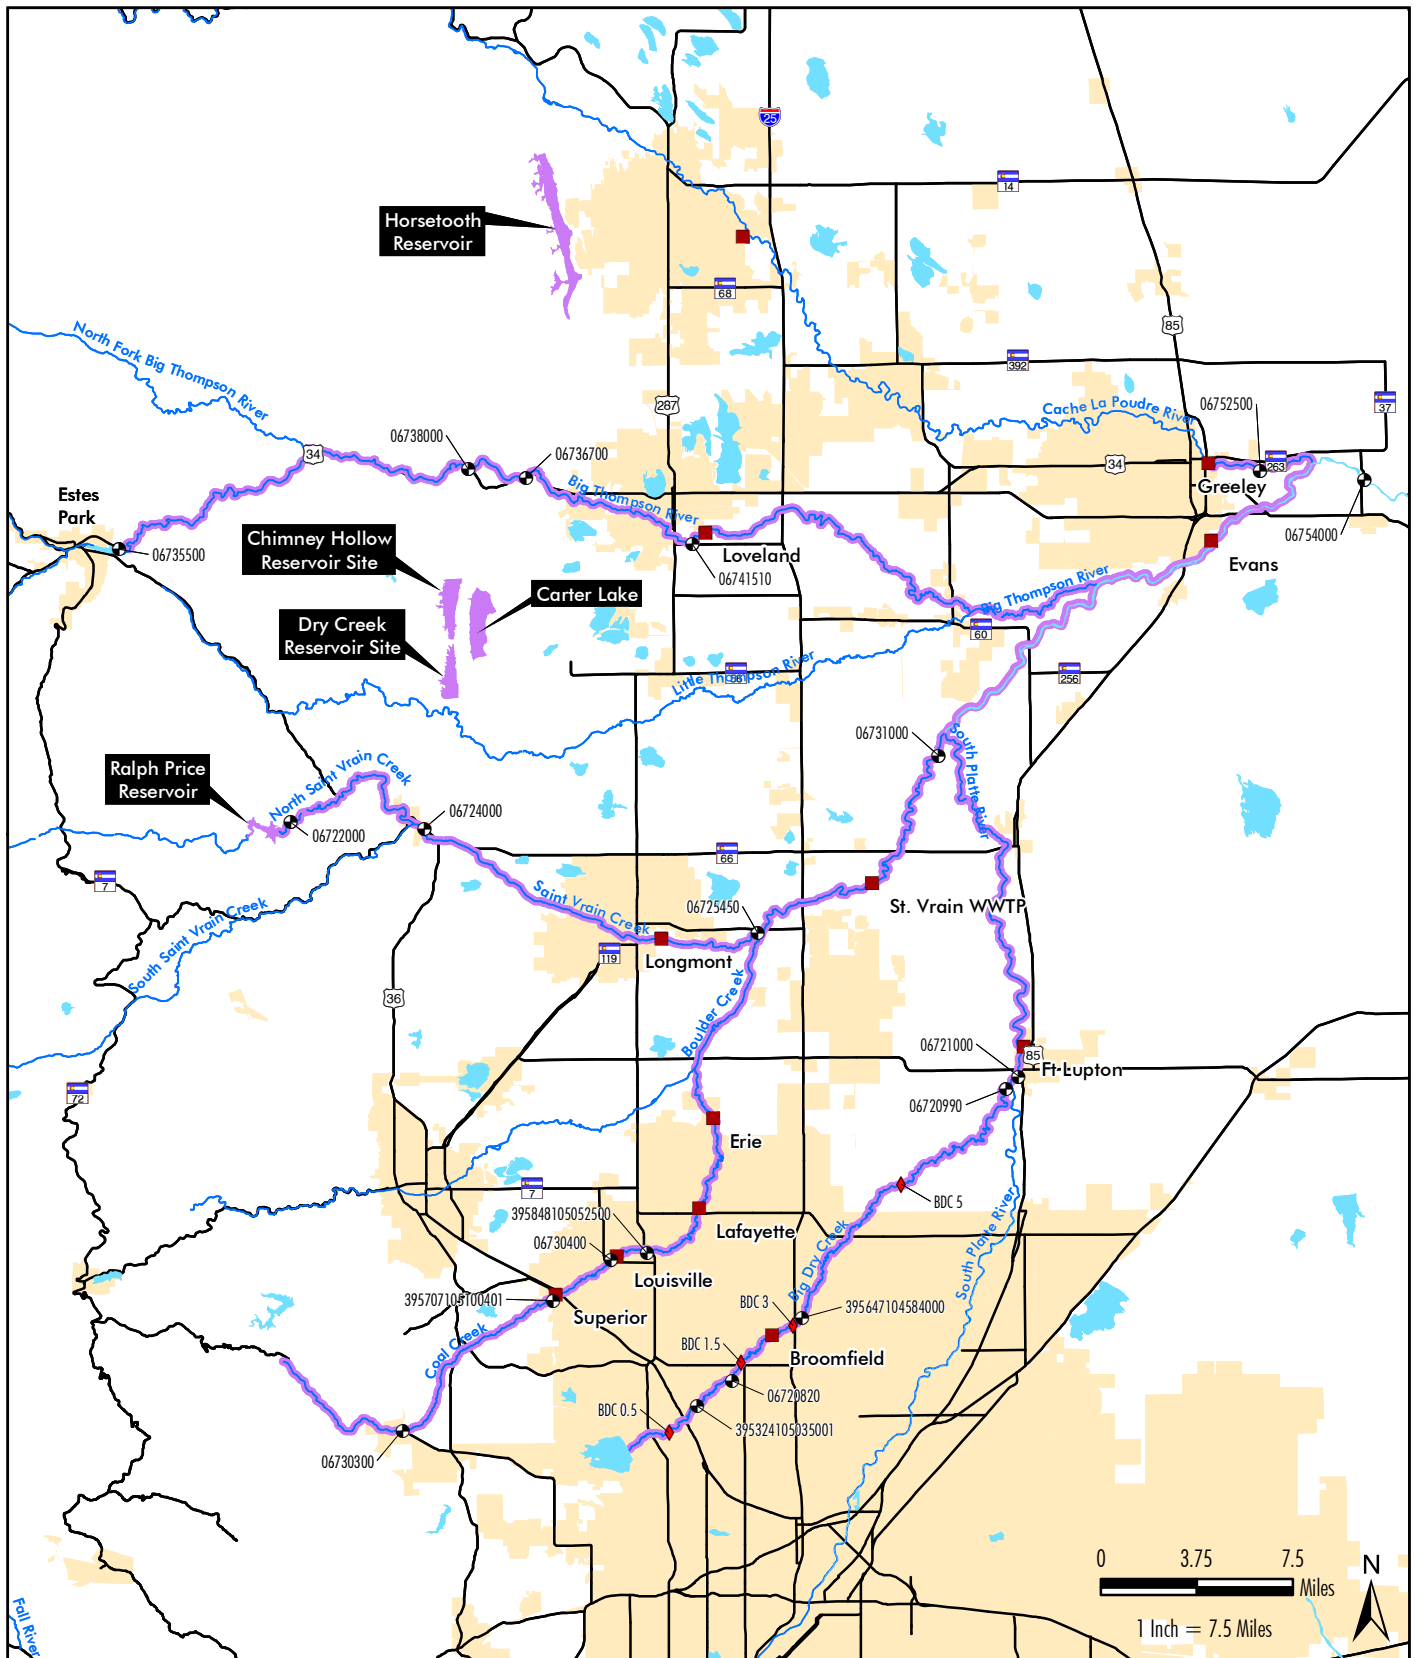 25
14
Horsetooth
Reservoir
68
85
North Fork Big Thompson River
392
287
37
06752500
Cache La Poudre River
06738000
34
06736700
34
263
Big Thompson River
Greeley
Estes
Park
Chimney Hollow
Reservoir Site
06735500
Loveland
06754000
Evans
06741510
Big Thompson River
Carter Lake
Dry Creek
Reservoir Site
60
Little Thompson River
56
256
06731000
South Platte River
Ralph Price
Reservoir
North Saint Vrain Creek
06724000
06722000
66
7
Saint Vrain Creek
06725450
St. Vrain WWTP
South Saint Vrain Creek
119
Longmont
36
Boulder Creek
06721000
85
Ft Lupton
72
06720990
Erie
7
BDC 5
395848105052500
Lafayette
06730400
Big Dry Creek
South Platte River
Louisville
395707105100401
BDC 3
395647104584000
Superior
Coal Creek
BDC 1.5
Broomfield
06720820
BDC 0.5
395324105035001
06730300
0
3.75
7.5
Miles
N
1 Inch = 7.5 Miles
Fall River